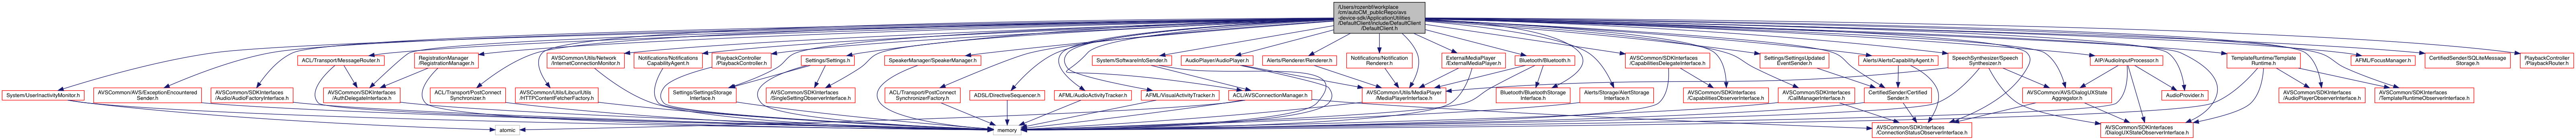 /Users/rozenbf/workplace
/cm/autoCM_publicRepo/avs
-device-sdk/ApplicationUtilities
/DefaultClient/include/DefaultClient
/DefaultClient.h
ACL/Transport/MessageRouter.h
RegistrationManager
/RegistrationManager.h
AVSCommon/Utils/Network
/InternetConnectionMonitor.h
Notifications/Notifications
CapabilityAgent.h
PlaybackController
/PlaybackController.h
Settings/Settings.h
SpeakerManager/SpeakerManager.h
System/SoftwareInfoSender.h
AudioPlayer/AudioPlayer.h
Alerts/Renderer/Renderer.h
Notifications/Notification
Renderer.h
ExternalMediaPlayer
/ExternalMediaPlayer.h
Bluetooth/Bluetooth.h
AVSCommon/SDKInterfaces
/CapabilitiesDelegateInterface.h
Settings/SettingsUpdated
EventSender.h
Alerts/AlertsCapabilityAgent.h
SpeechSynthesizer/Speech
Synthesizer.h
AIP/AudioInputProcessor.h
TemplateRuntime/Template
Runtime.h
AFML/FocusManager.h
CertifiedSender/SQLiteMessage
Storage.h
PlaybackController
/PlaybackRouter.h
System/UserInactivityMonitor.h
AVSCommon/AVS/ExceptionEncountered
Sender.h
AVSCommon/SDKInterfaces
/Audio/AudioFactoryInterface.h
AVSCommon/SDKInterfaces
/AuthDelegateInterface.h
ACL/Transport/PostConnect
Synchronizer.h
AVSCommon/Utils/LibcurlUtils
/HTTPContentFetcherFactory.h
Settings/SettingsStorage
Interface.h
AVSCommon/SDKInterfaces
/SingleSettingObserverInterface.h
ACL/Transport/PostConnect
SynchronizerFactory.h
ADSL/DirectiveSequencer.h
AFML/AudioActivityTracker.h
AFML/VisualActivityTracker.h
ACL/AVSConnectionManager.h
AVSCommon/Utils/MediaPlayer
/MediaPlayerInterface.h
Bluetooth/BluetoothStorage
Interface.h
Alerts/Storage/AlertStorage
Interface.h
AVSCommon/SDKInterfaces
/CapabilitiesObserverInterface.h
AVSCommon/SDKInterfaces
/CallManagerInterface.h
CertifiedSender/Certified
Sender.h
AVSCommon/AVS/DialogUXState
Aggregator.h
AudioProvider.h
AVSCommon/SDKInterfaces
/AudioPlayerObserverInterface.h
AVSCommon/SDKInterfaces
/TemplateRuntimeObserverInterface.h
atomic
memory
AVSCommon/SDKInterfaces
/ConnectionStatusObserverInterface.h
AVSCommon/SDKInterfaces
/DialogUXStateObserverInterface.h